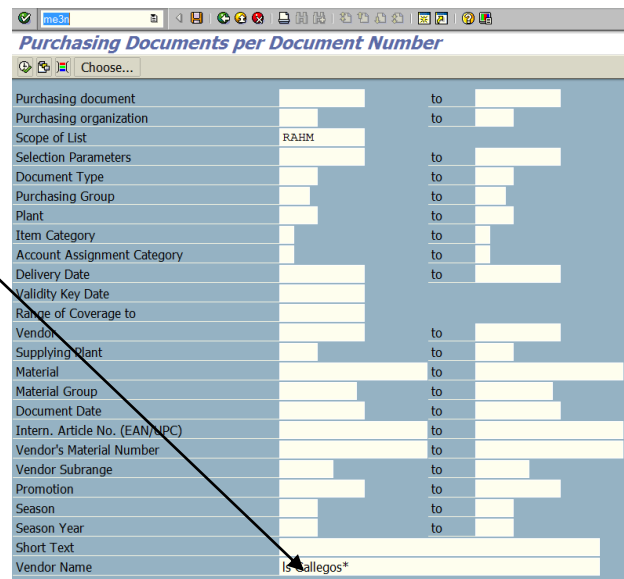 me3n
Purchasing Documents per Document Number
Choose...
Purchasing document to
Purchasing organization to
Scope of List RAHM
Selection Parameters to
Document Type to
Purchasing Group to
Plant to
Item Category to
Account Assignment Category to
Delivery Date to
Validity Key Date
Range of Coverage to
Vendor to
Supplying Plant to
Material to
Material Group to
Document Date to
Intern. Article No. (EAN/UPC) to
Vendor's Material Number to
Vendor Subrange to
Promotion to
Season to
Season Year to
Short Text
Vendor Name ls Gallegos*